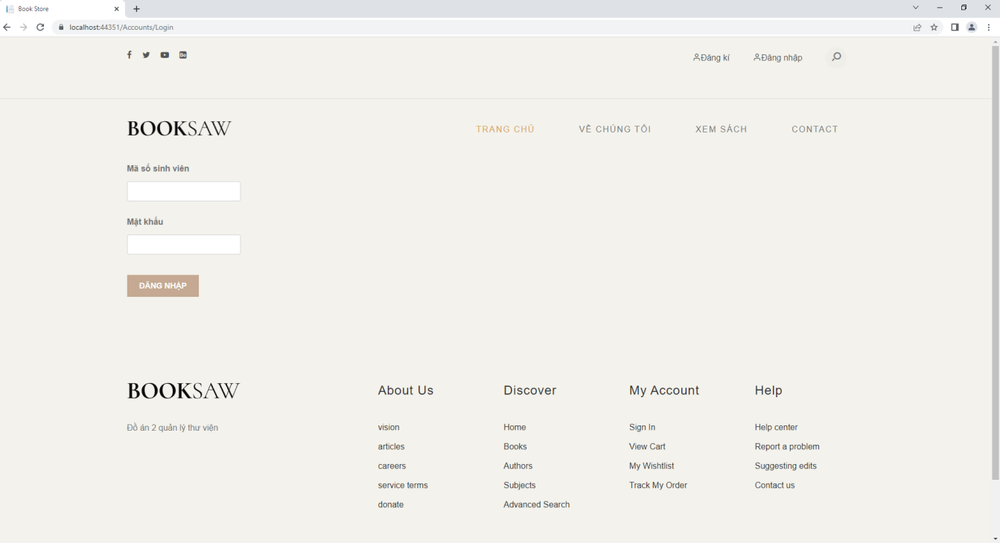 Book Store
localhost:44351/Accounts/Login
Be
Đăng kí
Đăng nhập
BOOKSAW
TRANG CHỦ
VỀ CHÚNG TÔI
XEM SÁCH
CONTACT
Mã số sinh viên
Mật khẩu
ĐĂNG NHẬP
BOOKSAW
Đồ án 2 quản lý thư viện
About Us
vision
articles
careers
service terms
donate
Discover
Home
Books
Authors
Subjects
Advanced Search
My Account
Sign In
View Cart
My Wishlist
Track My Order
Help
Help center
Report a problem
Suggesting edits
Contact us